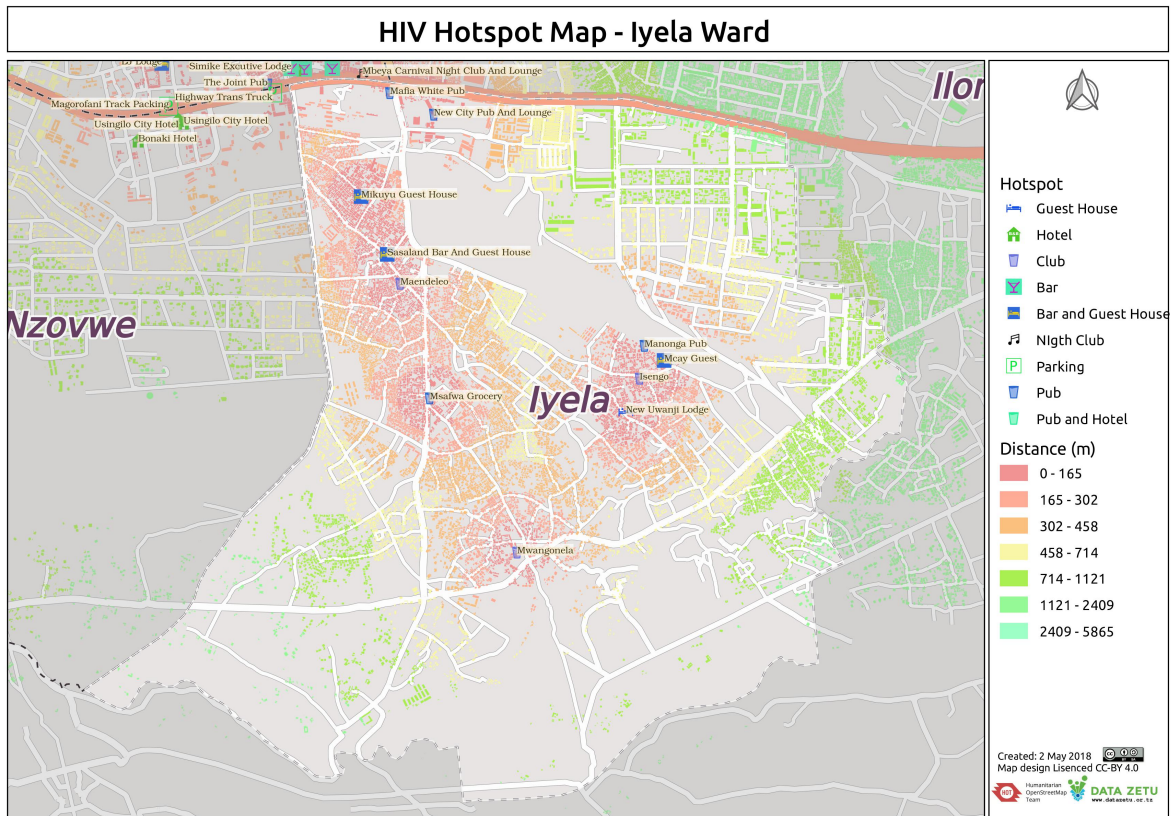 HIV Hotspot Map - Iyela Ward
LJ Lodge
Simike Excutive Lodge
Mbeya Carnival Night Club And Lounge
The Joint Pub
Mafia White Pub
Highway Trans Truck
Magorofani Track Packing
New City Pub And Lounge
Usingilo City Hotel
Usingilo City Hotel
Bonaki Hotel
Ilor
Mikuyu Guest House
Sasaland Bar And Guest House
Maendeleo
Nzovwe
Manonga Pub
Mcay Guest
Isengo
Iyela
Msafwa Grocery
New Uwanji Lodge
Mwangonela
Hotspot
Guest House
Hotel
Club
Bar
Bar and Guest House
NIgth Club
P Parking
Pub
Pub and Hotel
Distance (m)
0 - 165
165 - 302
302 - 458
458 - 714
714 - 1121
1121 - 2409
2409 - 5865
Created: 2 May 2018
Map design Lisenced CC-BY 4.0
HOT
Humanitarian
OpenStreetMap
Team
DATA ZETU
www.datazetu.or.tz